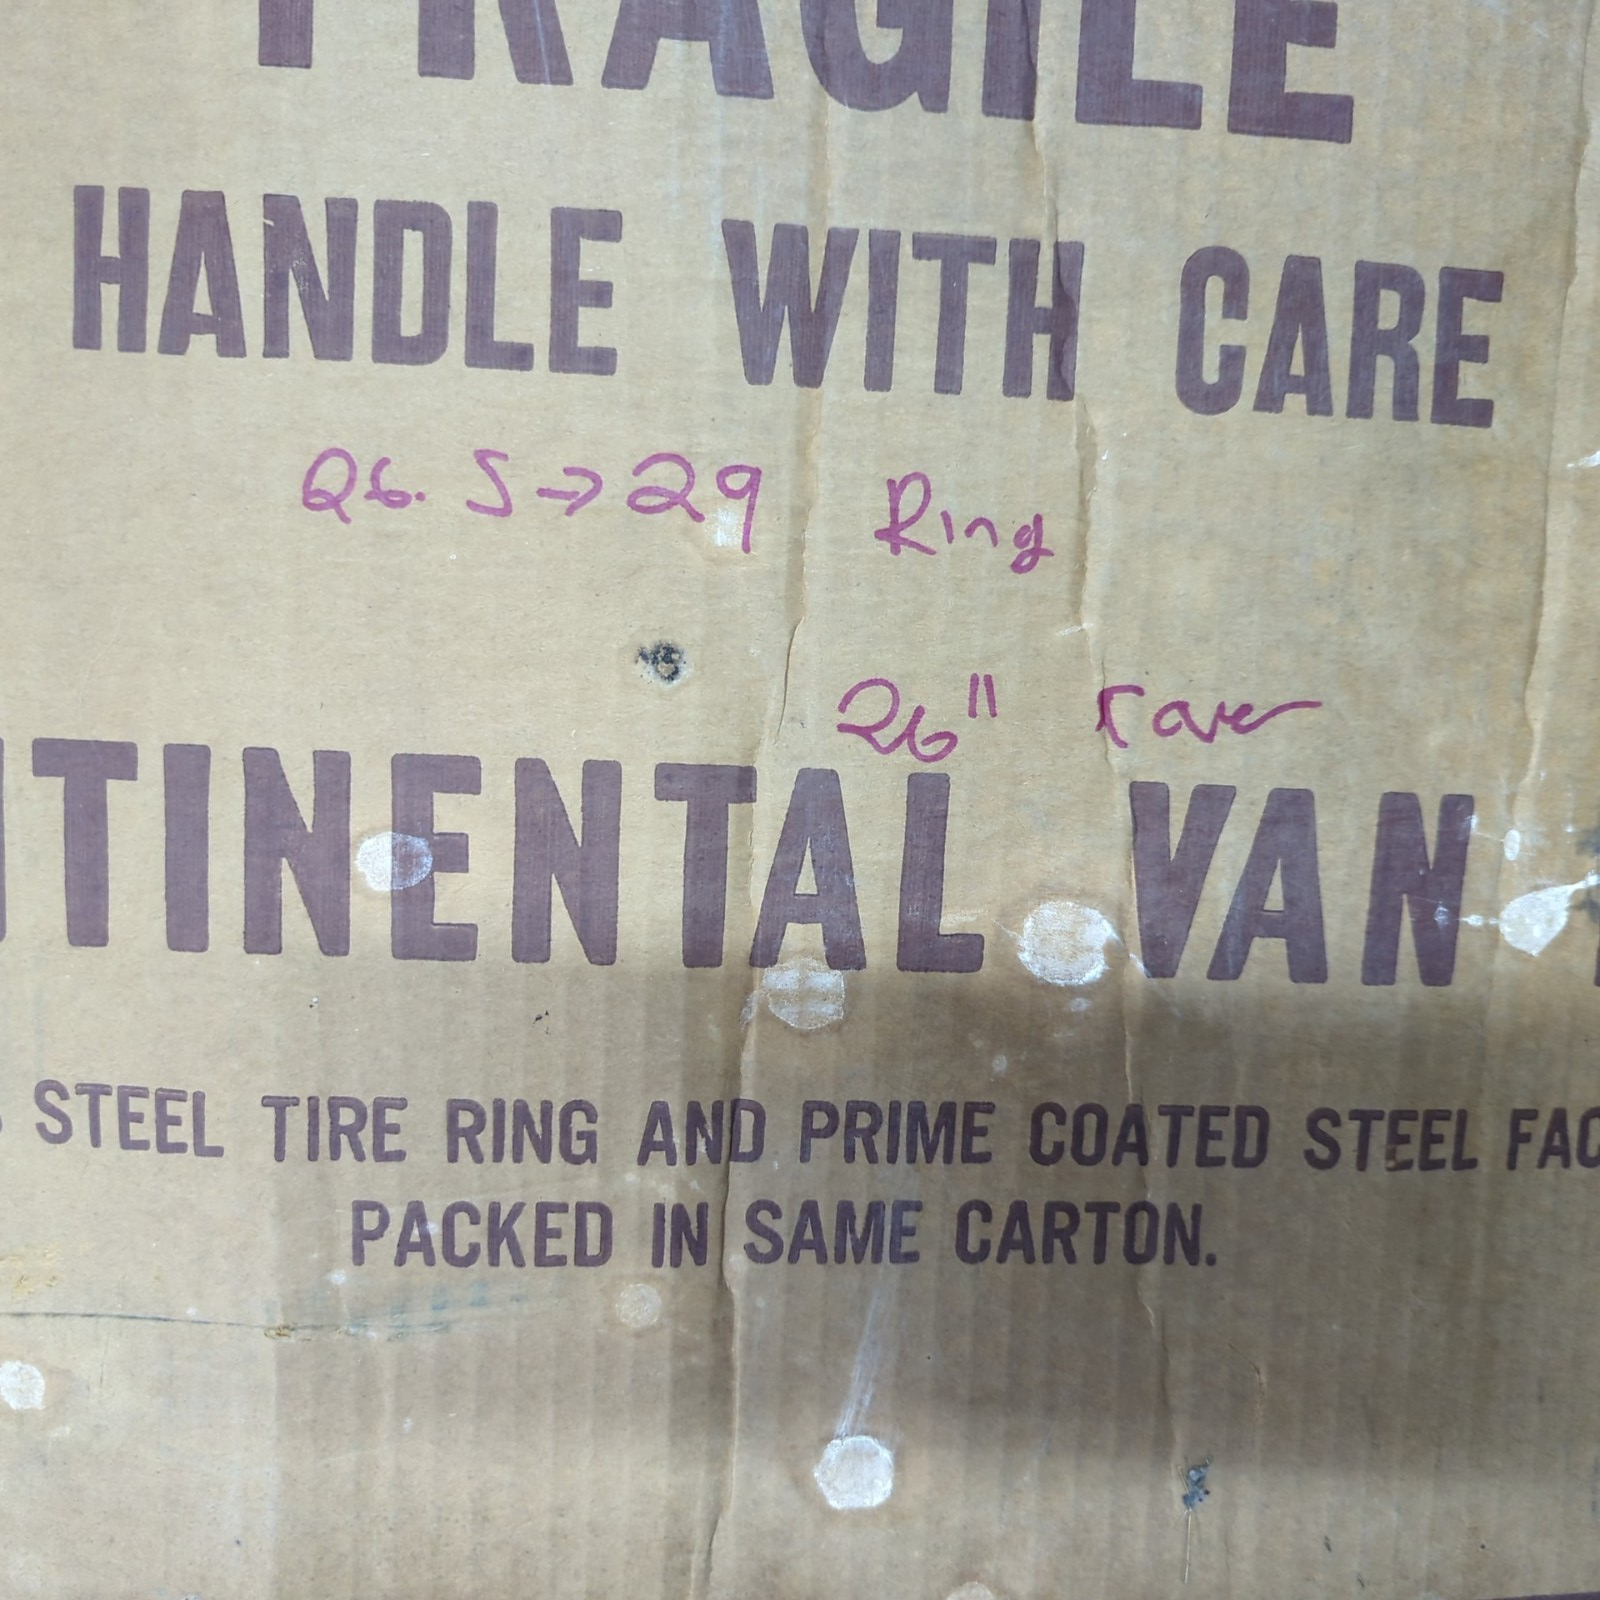 FRAGILE
HANDLE WITH CARE
26.5 → 29 Ring
26" cover
TINENTAL VAN
STEEL TIRE RING AND PRIME COATED STEEL FAC
PACKED IN SAME CARTON.